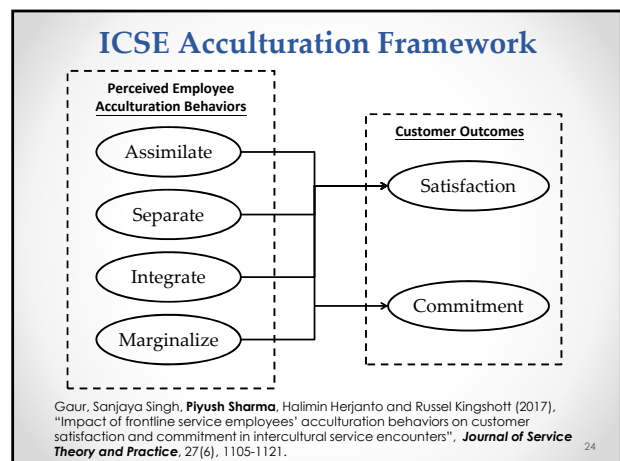 ICSE Acculturation Framework
Perceived Employee
Acculturation Behaviors
Assimilate
Separate
Integrate
Marginalize
Customer Outcomes
Satisfaction
Commitment
Gaur, Sanjaya Singh, Piyush Sharma, Halimin Herjanto and Russel Kingshott (2017),
“Impact of frontline service employees’ acculturation behaviors on customer
satisfaction and commitment in intercultural service encounters”, Journal of Service
Theory and Practice, 27(6), 1105-1121.
24